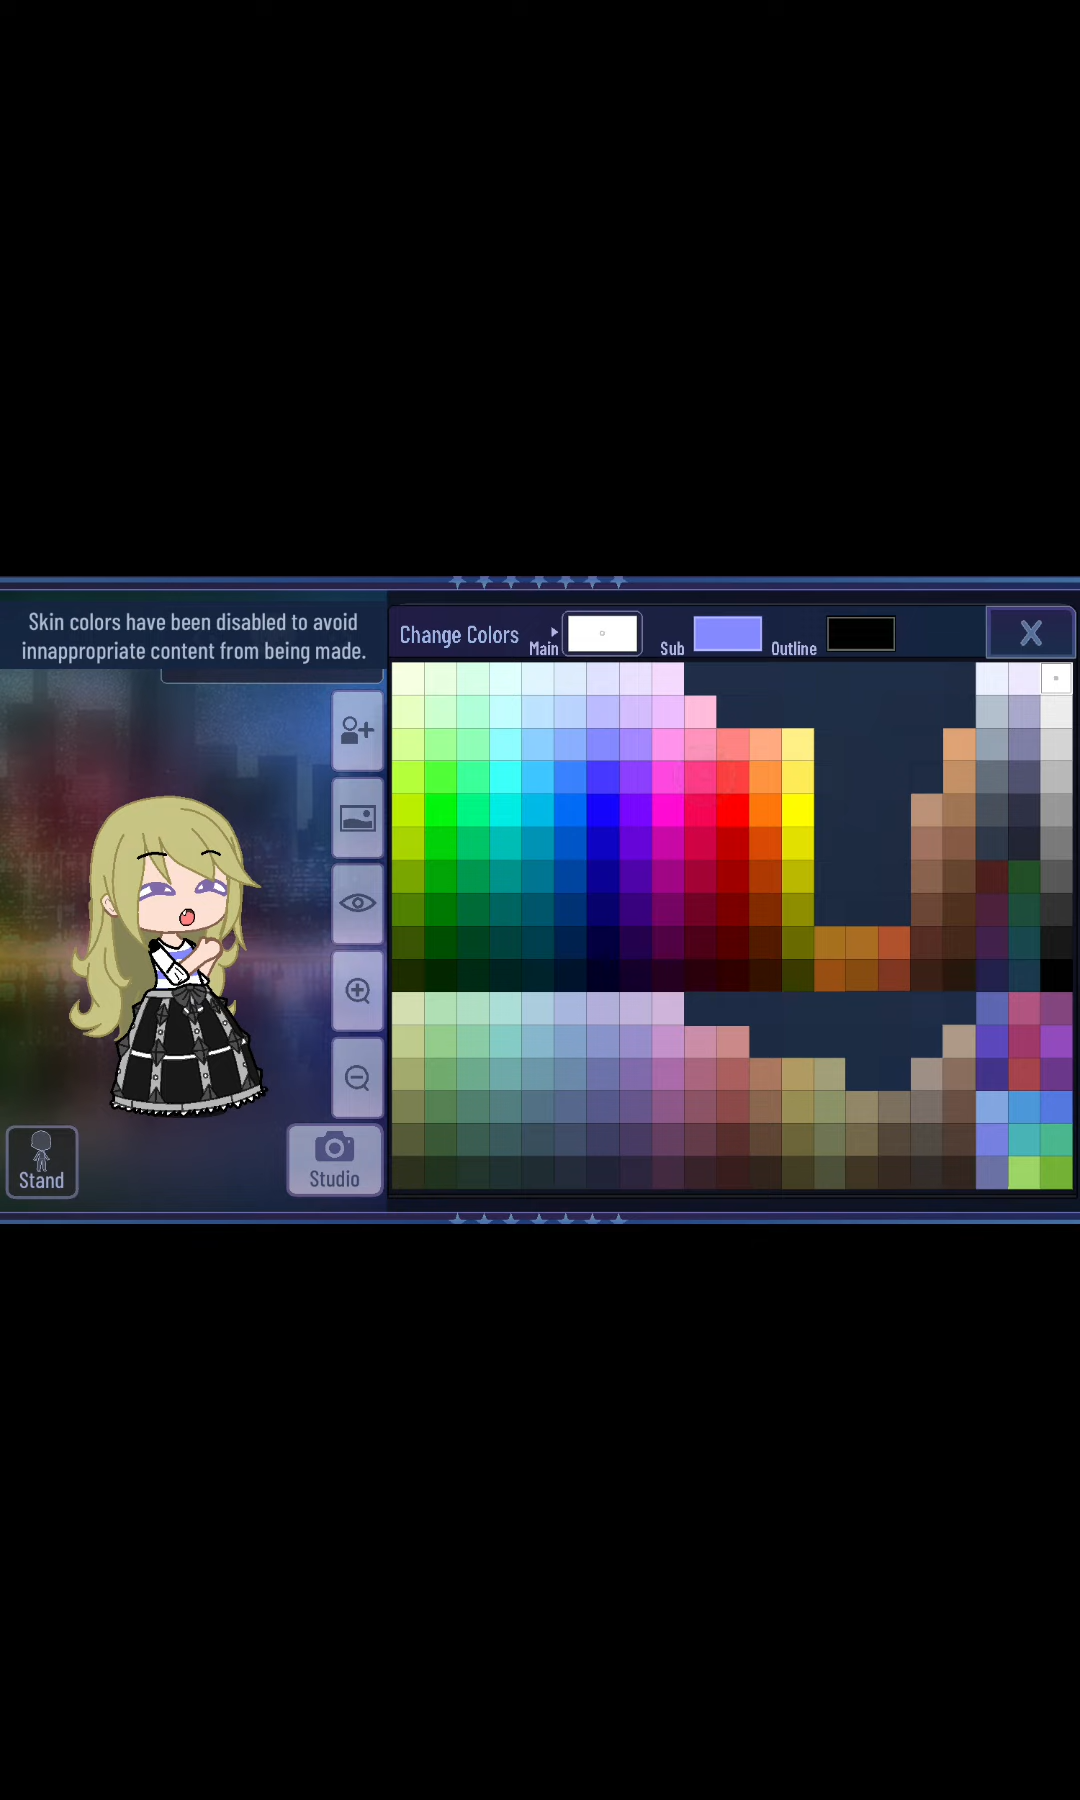 Skin colors have been disabled to avoid
innappropriate content from being made.
Change Colors
Main
Sub
Outline
X
Stand
Studio